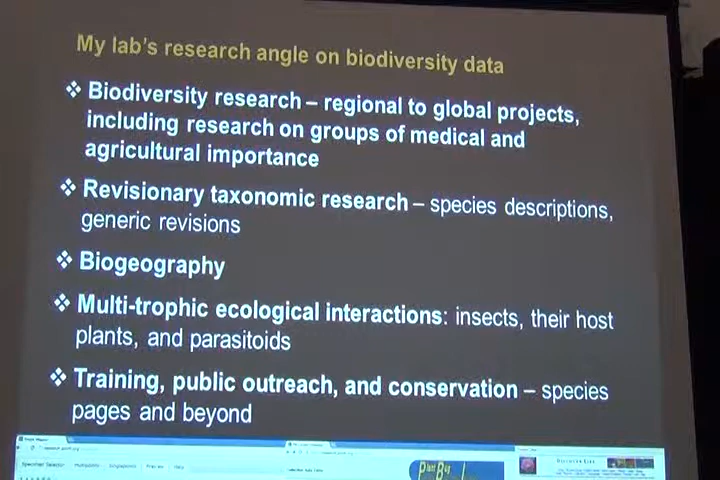 My lab's research angle on biodiversity data
❖ Biodiversity research – regional to global projects,
including research on groups of medical and
agricultural importance
❖ Revisionary taxonomic research – species descriptions,
generic revisions
❖ Biogeography
❖ Multi-trophic ecological interactions: insects, their host
plants, and parasitoids
❖ Training, public outreach, and conservation – species
pages and beyond
Plant Bug